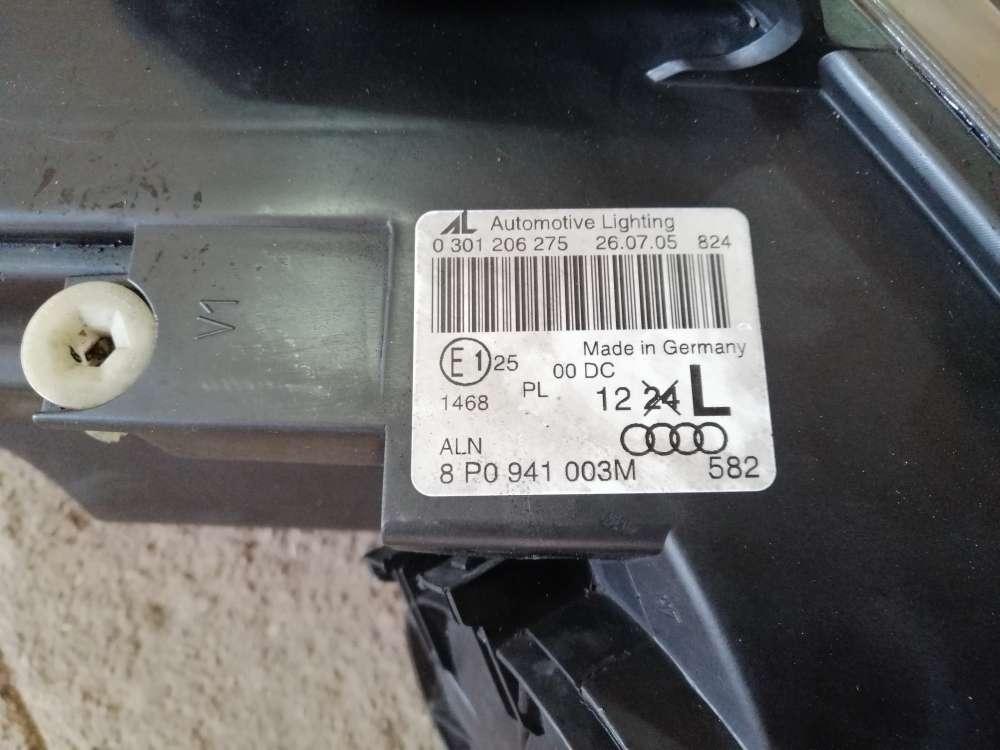 AL Automotive Lighting
0 301 206 275 26.07.05 824
Made in Germany
E1 25 00 DC
1468 PL 12 24 L
ALN
8 P0 941 003M 582
V1